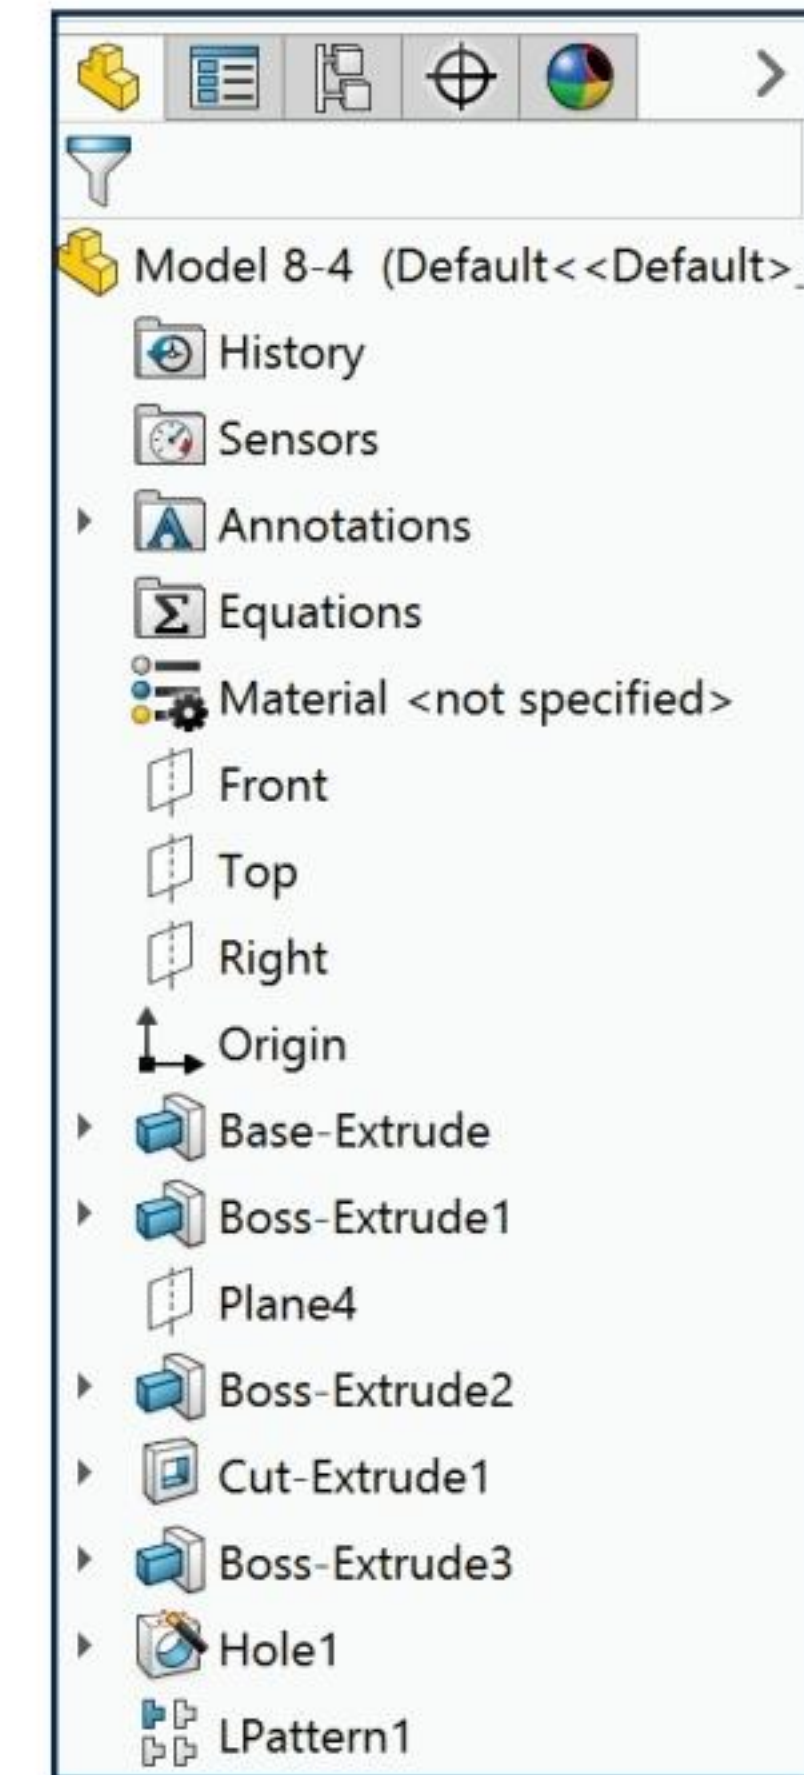 Model 8-4 (Default<<Default>_
History
Sensors
Annotations
Equations
Material <not specified>
Front
Top
Right
Origin
Base-Extrude
Boss-Extrude1
Plane4
Boss-Extrude2
Cut-Extrude1
Boss-Extrude3
Hole1
LPattern1